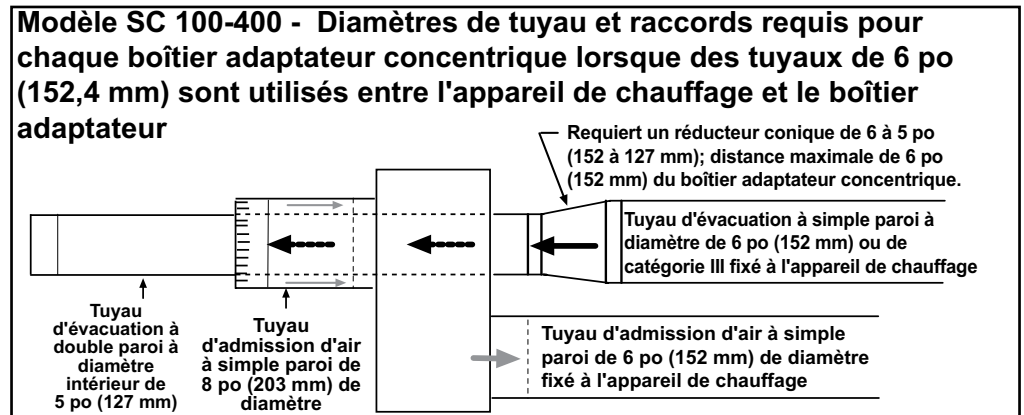 Modèle SC 100-400 - Diamètres de tuyau et raccords requis pour
chaque boîtier adaptateur concentrique lorsque des tuyaux de 6 po
(152,4 mm) sont utilisés entre l'appareil de chauffage et le boîtier
adaptateur
Requiert un réducteur conique de 6 à 5 po
(152 à 127 mm); distance maximale de 6 po
(152 mm) du boîtier adaptateur concentrique.
Tuyau d'évacuation à simple paroi à
diamètre de 6 po (152 mm) ou de
catégorie III fixé à l'appareil de chauffage
Tuyau
d'évacuation à
double paroi à
diamètre
intérieur de
5 po (127 mm)
Tuyau
d'admission d'air
à simple paroi de
8 po (203 mm) de
diamètre
Tuyau d'admission d'air à simple
paroi de 6 po (152 mm) de diamètre
fixé à l'appareil de chauffage